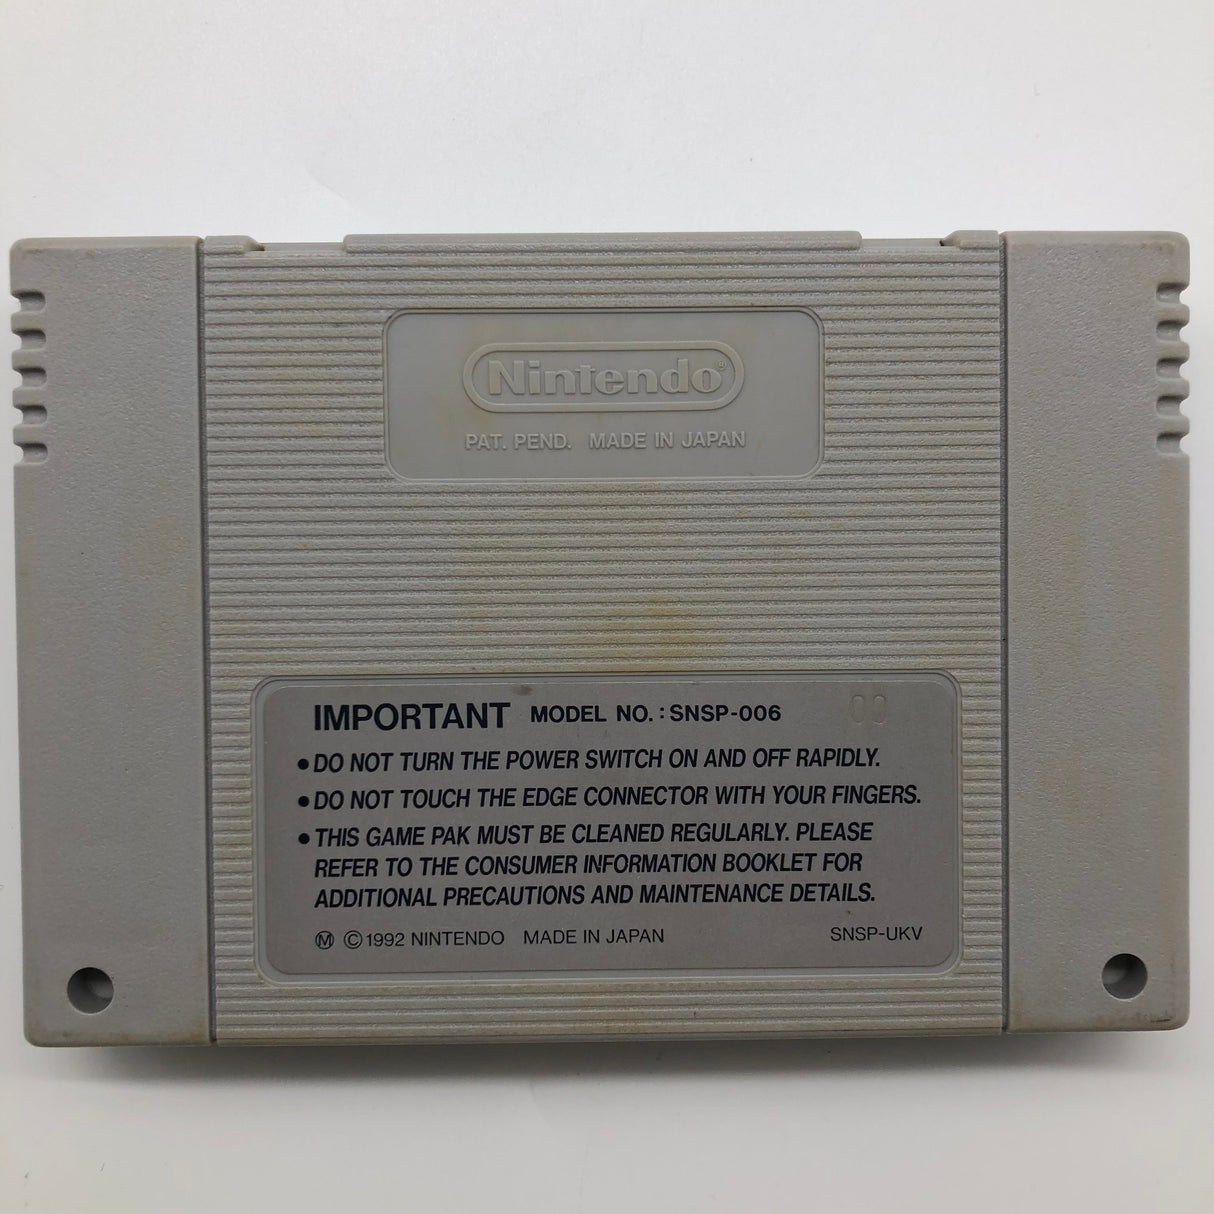 Nintendo®
PAT. PEND. MADE IN JAPAN
IMPORTANT MODEL NO. : SNSP-006
00
• DO NOT TURN THE POWER SWITCH ON AND OFF RAPIDLY.
• DO NOT TOUCH THE EDGE CONNECTOR WITH YOUR FINGERS.
• THIS GAME PAK MUST BE CLEANED REGULARLY. PLEASE
REFER TO THE CONSUMER INFORMATION BOOKLET FOR
ADDITIONAL PRECAUTIONS AND MAINTENANCE DETAILS.
Ⓜ © 1992 NINTENDO MADE IN JAPAN SNSP-UKV